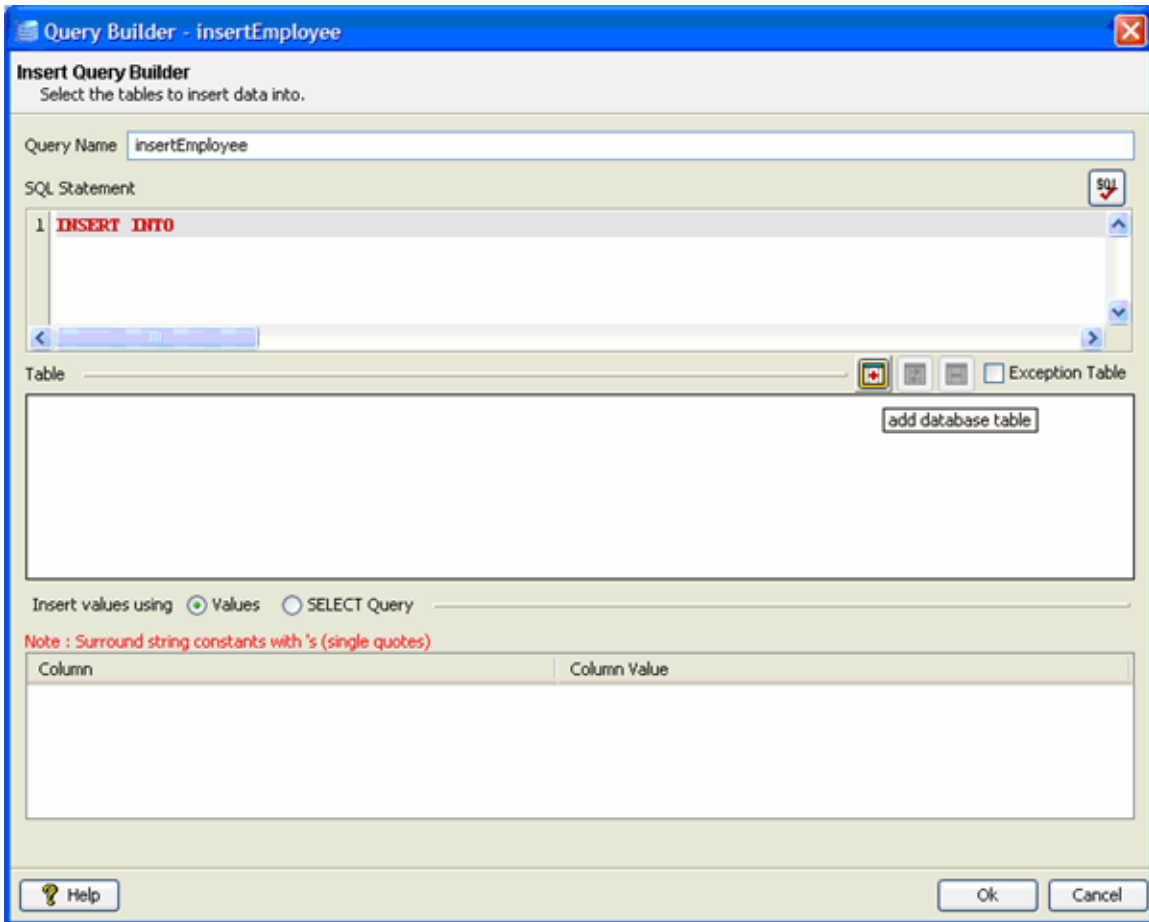 Query Builder - insertEmployee
Insert Query Builder
Select the tables to insert data into.
Query Name insertEmployee
SQL Statement SQL
1 INSERT INTO
Table Exception Table
add database table
Insert values using Values SELECT Query
Note : Surround string constants with 's (single quotes)
Column Column Value
Help Ok Cancel